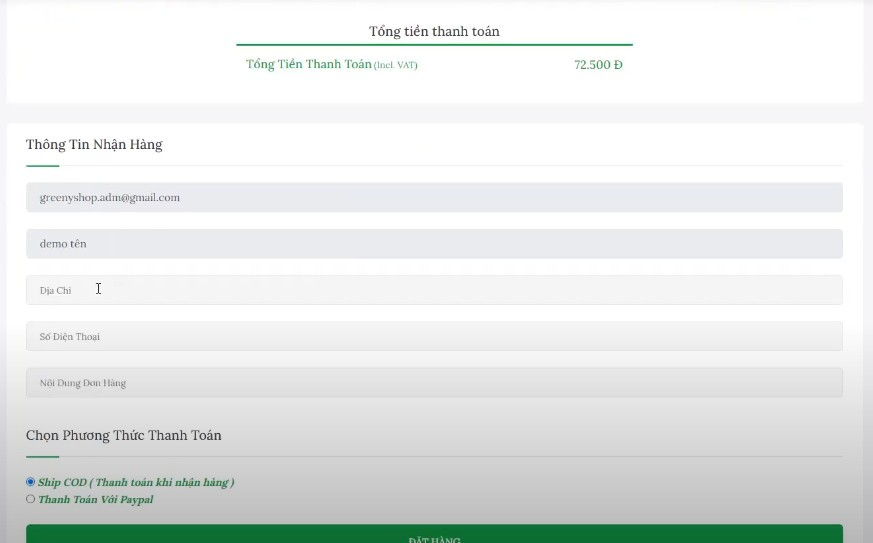 Tổng tiền thanh toán
Tổng Tiền Thanh Toán (Incl. VAT) 72.500 Đ
Thông Tin Nhận Hàng
greenyshop.adm@gmail.com
demo tên
Địa Chỉ
Số Điện Thoại
Nôi Dung Đơn Hàng
Chọn Phương Thức Thanh Toán
Ship COD ( Thanh toán khi nhận hàng )
Thanh Toán Với Paypal
ĐẶT HÀNG